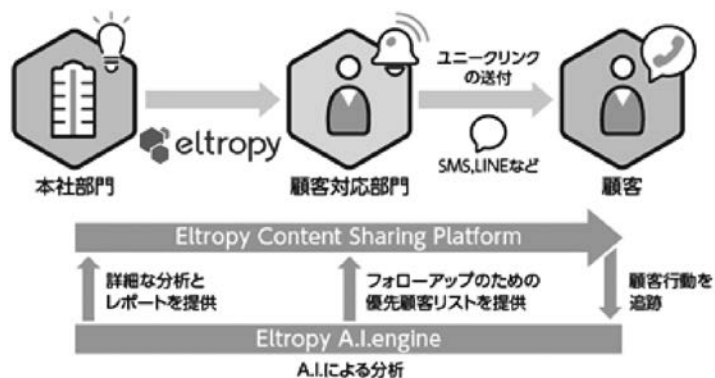 ユニークリンク
の送付
eltropy
SMS,LINEなど
本社部門
顧客対応部門
顧客
Eltropy Content Sharing Platform
詳細な分析と
レポートを提供
フォローアップのための
優先顧客リストを提供
顧客行動を
追跡
Eltropy A.I.engine
A.I.による分析